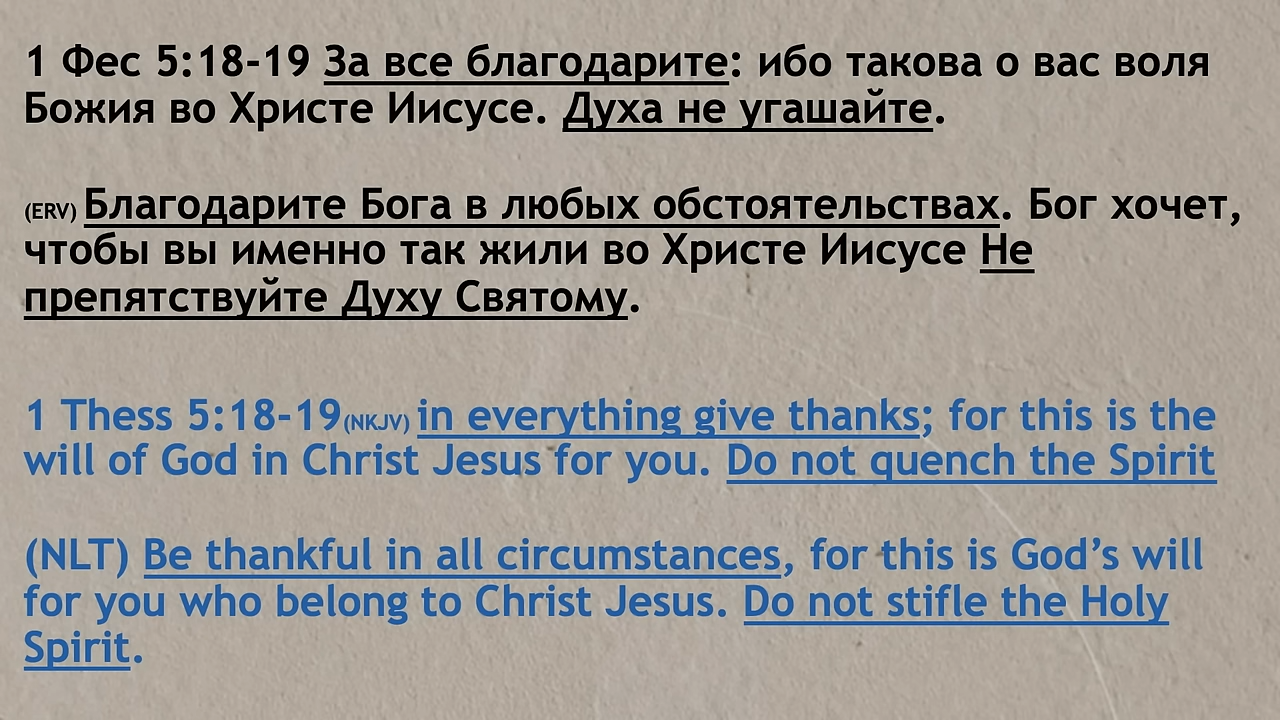 1 Фес 5:18-19 За все благодарите: ибо такова о вас воля
Божия во Христе Иисусе. Духа не угашайте.
(ERV) Благодарите Бога в любых обстоятельствах. Бог хочет,
чтобы вы именно так жили во Христе Иисусе Не
препятствуйте Духу Святому.
1 Thess 5:18-19(NKJV) in everything give thanks; for this is the
will of God in Christ Jesus for you. Do not quench the Spirit
(NLT) Be thankful in all circumstances, for this is God’s will
for you who belong to Christ Jesus. Do not stifle the Holy
Spirit.